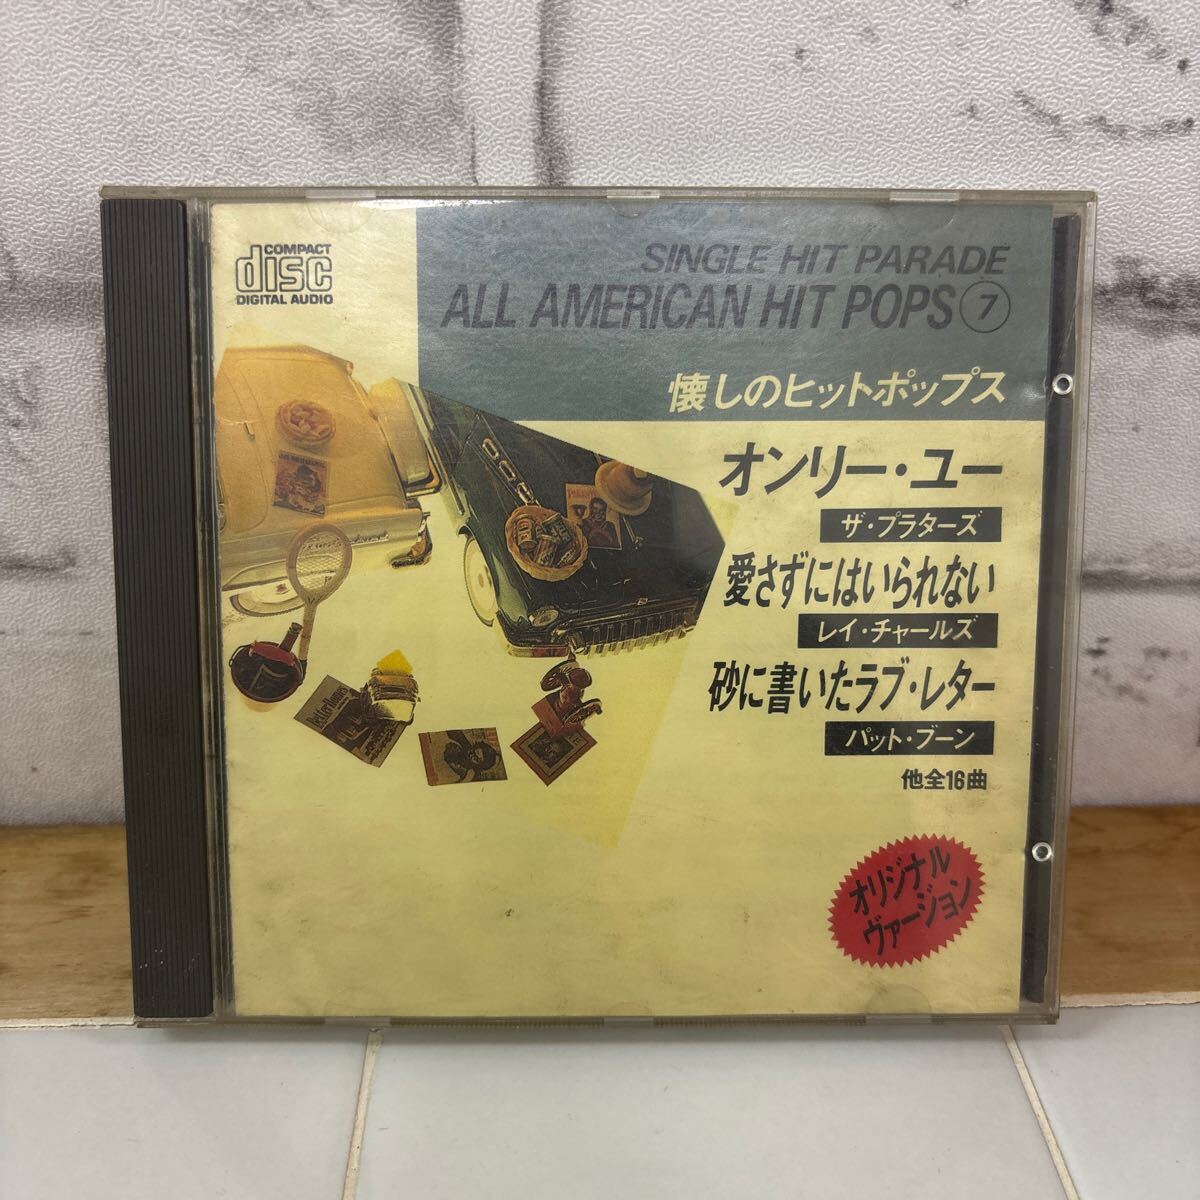 COMPACT
disc
DIGITAL AUDIO
SINGLE HIT PARADE
ALL AMERICAN HIT POPS⑦
懐しのヒットポップス
オンリー・ユー
ザ・プラターズ
愛さずにはいられない
レイ・チャールズ
砂に書いたラブ・レター
パット・ブーン
他全16曲
オリジナル
ヴァージョン